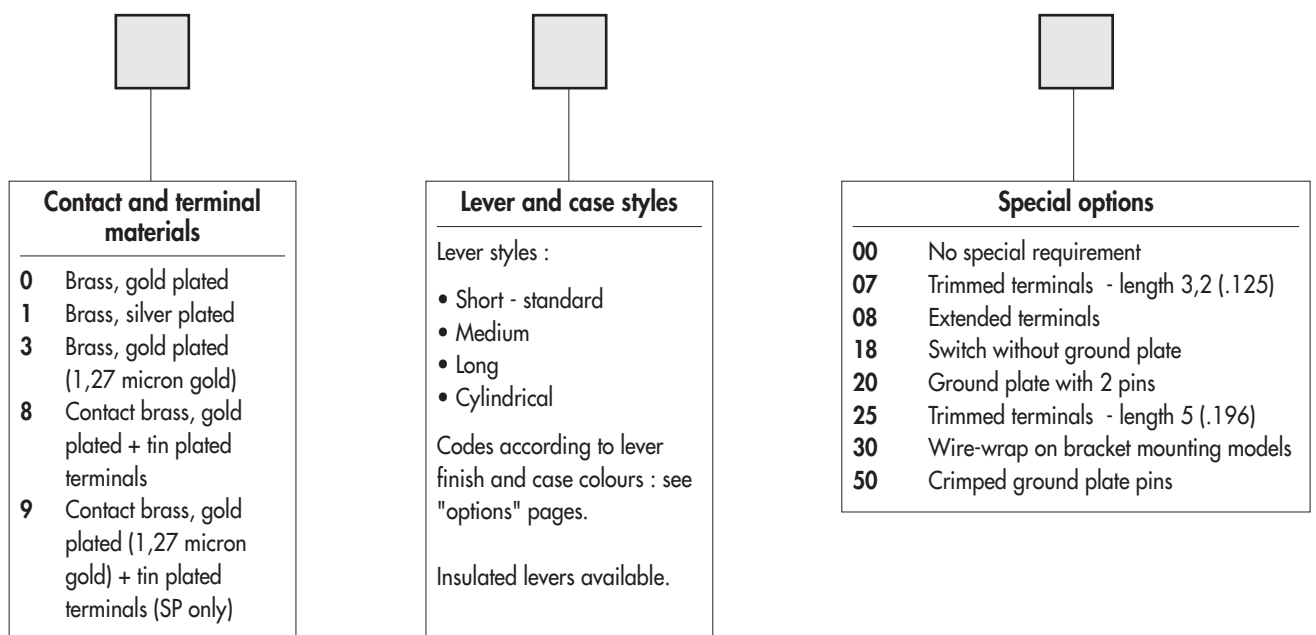 Contact and terminal
materials
0 Brass, gold plated
1 Brass, silver plated
3 Brass, gold plated
(1,27 micron gold)
8 Contact brass, gold
plated + tin plated
terminals
9 Contact brass, gold
plated (1,27 micron
gold) + tin plated
terminals (SP only)
Lever and case styles
Lever styles :
• Short - standard
• Medium
• Long
• Cylindrical
Codes according to lever
finish and case colours : see
"options" pages.
Insulated levers available.
Special options
00 No special requirement
07 Trimmed terminals - length 3,2 (.125)
08 Extended terminals
18 Switch without ground plate
20 Ground plate with 2 pins
25 Trimmed terminals - length 5 (.196)
30 Wire-wrap on bracket mounting models
50 Crimped ground plate pins